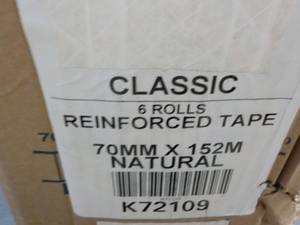 CLASSIC
6 ROLLS
REINFORCED TAPE
70MM X 152M
NATURAL
K72109